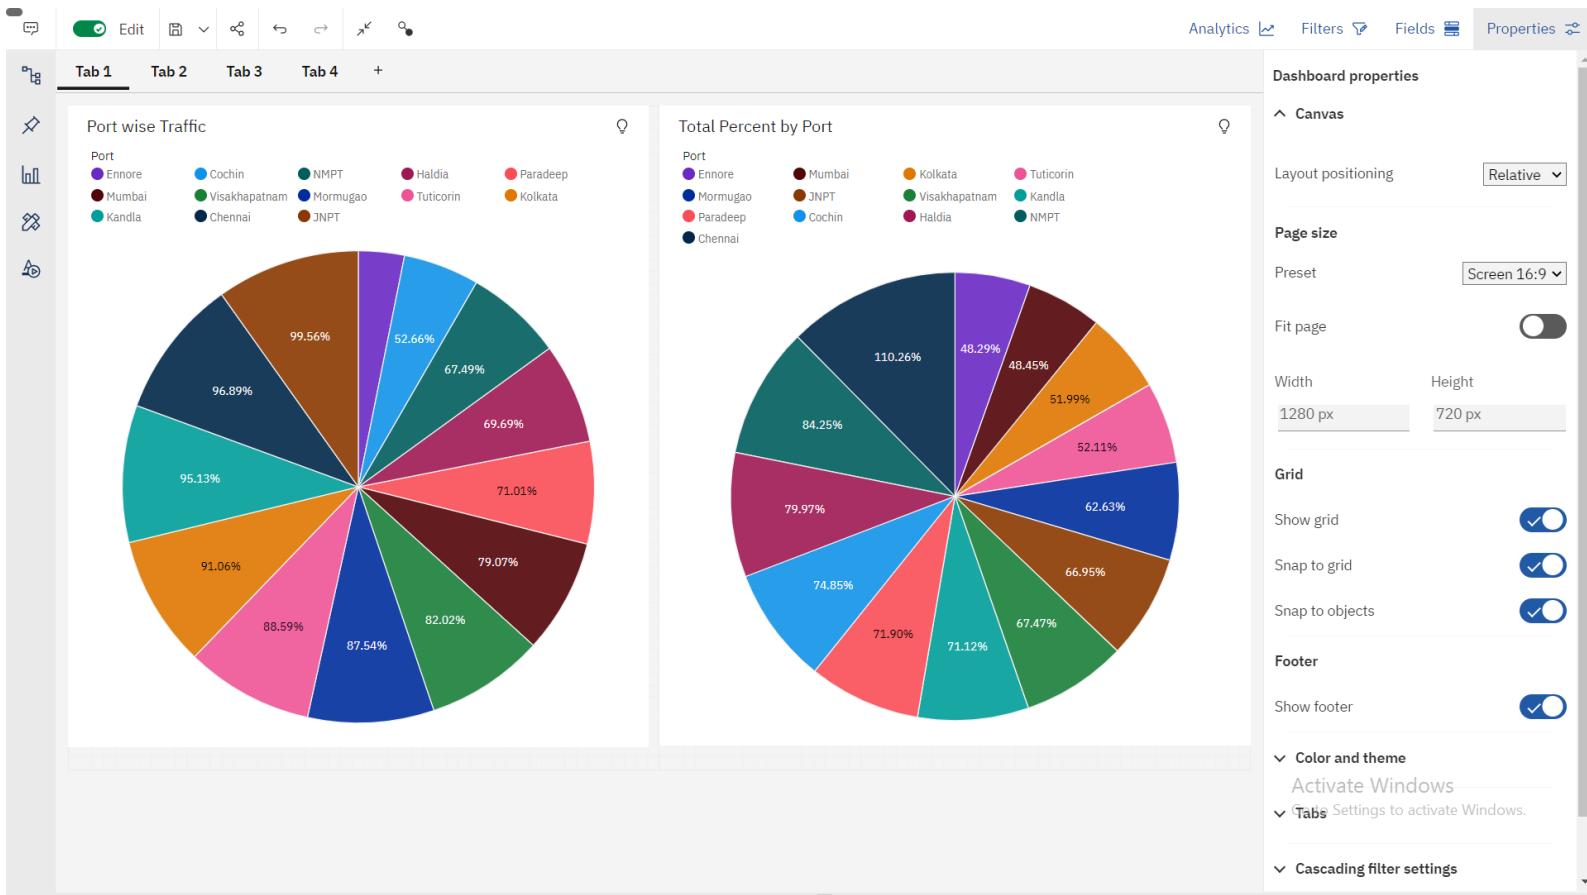 Edit
Analytics Filters Fields Properties
Tab 1 Tab 2 Tab 3 Tab 4 +
Port wise Traffic
Port
Ennore Cochin NMPT Haldia Paradeep
Mumbai Visakhapatnam Mormugao Tuticorin Kolkata
Kandla Chennai JNPT
52.66%
67.49%
69.69%
71.01%
79.07%
82.02%
87.54%
88.59%
91.06%
95.13%
96.89%
99.56%
Total Percent by Port
Port
Ennore Mumbai Kolkata Tuticorin
Mormugao JNPT Visakhapatnam Kandla
Paradeep Cochin Haldia NMPT
Chennai
48.29%
48.45%
51.99%
52.11%
62.63%
66.95%
67.47%
71.12%
71.90%
74.85%
79.97%
84.25%
110.26%
Dashboard properties
Canvas
Layout positioning Relative
Page size
Preset Screen 16:9
Fit page
Width Height
1280 px 720 px
Grid
Show grid
Snap to grid
Snap to objects
Footer
Show footer
Color and theme
Activate Windows
Go to Settings to activate Windows.
Tabs
Cascading filter settings